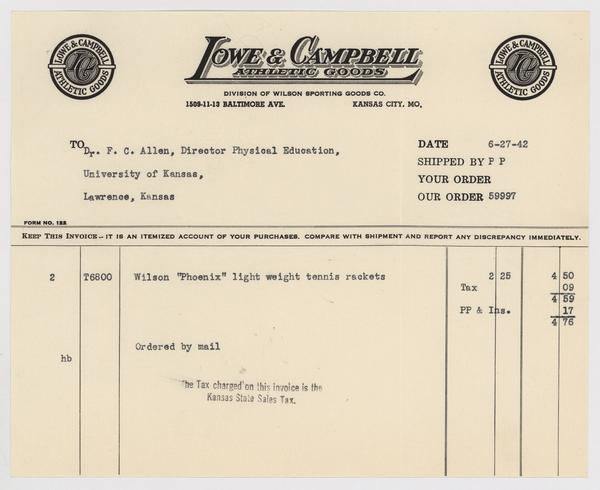 LOWE & CAMPBELL ATHLETIC GOODS LC
LOWE & CAMPBELL
ATHLETIC GOODS
LOWE & CAMPBELL ATHLETIC GOODS LC
DIVISION OF WILSON SPORTING GOODS CO.
1509-11-13 BALTIMORE AVE. KANSAS CITY, MO.
TO Dr. F. C. Allen, Director Physical Education,
University of Kansas,
Lawrence, Kansas
DATE 6-27-42
SHIPPED BY P P
YOUR ORDER
OUR ORDER 59997
FORM NO. 122
KEEP THIS INVOICE - IT IS AN ITEMIZED ACCOUNT OF YOUR PURCHASES. COMPARE WITH SHIPMENT AND REPORT ANY DISCREPANCY IMMEDIATELY.
2 T6800 Wilson "Phoenix" light weight tennis rackets 2 25 4 50
Tax 09
4 59
PP & Ins. 17
4 76
Ordered by mail
hb
The Tax charged on this invoice is the
Kansas State Sales Tax.